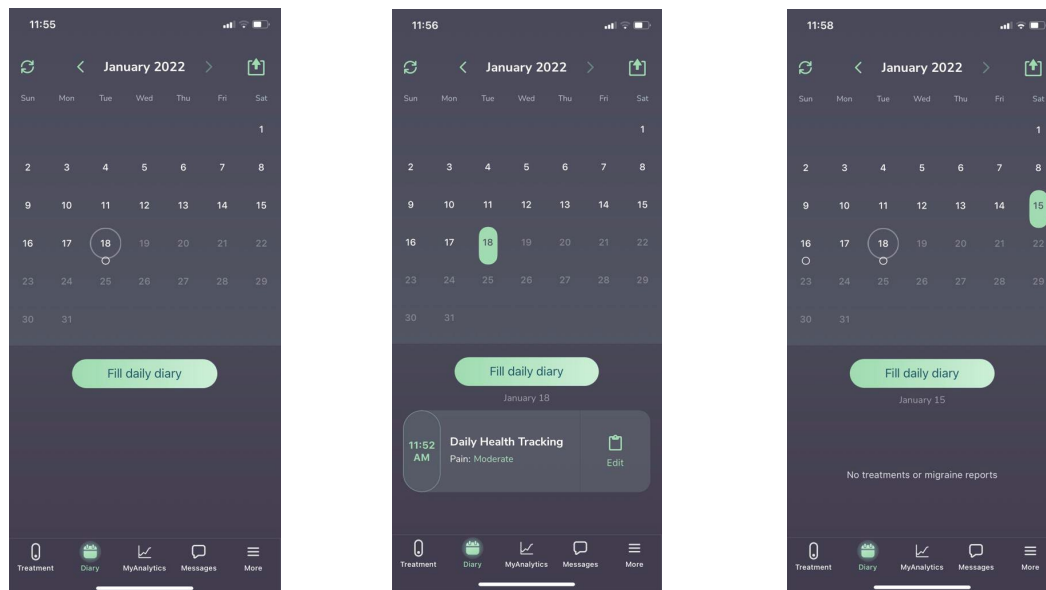 11:55
January 2022
Sun Mon Tue Wed Thu Fri Sat
1
2 3 4 5 6 7 8
9 10 11 12 13 14 15
16 17 18 19 20 21 22
23 24 25 26 27 28 29
30 31
Fill daily diary
Treatment Diary MyAnalytics Messages More
11:56
January 2022
Sun Mon Tue Wed Thu Fri Sat
1
2 3 4 5 6 7 8
9 10 11 12 13 14 15
16 17 18 19 20 21 22
23 24 25 26 27 28 29
30 31
Fill daily diary
January 18
11:52 AM
Daily Health Tracking
Pain: Moderate
Edit
Treatment Diary MyAnalytics Messages More
11:58
January 2022
Sun Mon Tue Wed Thu Fri Sat
1
2 3 4 5 6 7 8
9 10 11 12 13 14 15
16 17 18 19 20 21 22
23 24 25 26 27 28 29
30 31
Fill daily diary
January 15
No treatments or migraine reports
Treatment Diary MyAnalytics Messages More